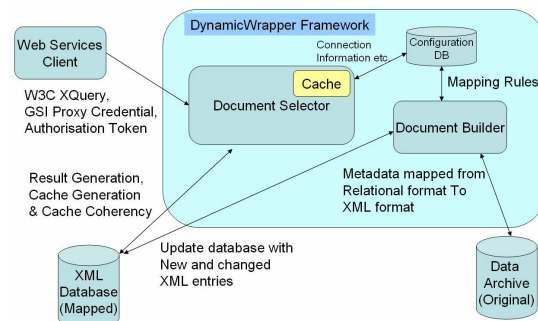 DynamicWrapper Framework
Web Services
Client
Connection
Information etc.
Configuration
DB
Cache
Document Selector
Mapping Rules
W3C XQuery,
GSI Proxy Credential,
Authorisation Token
Document Builder
Result Generation,
Cache Generation
& Cache Coherency
Metadata mapped from
Relational format To
XML format
Update database with
New and changed
XML entries
XML
Database
(Mapped)
Data
Archive
(Original)